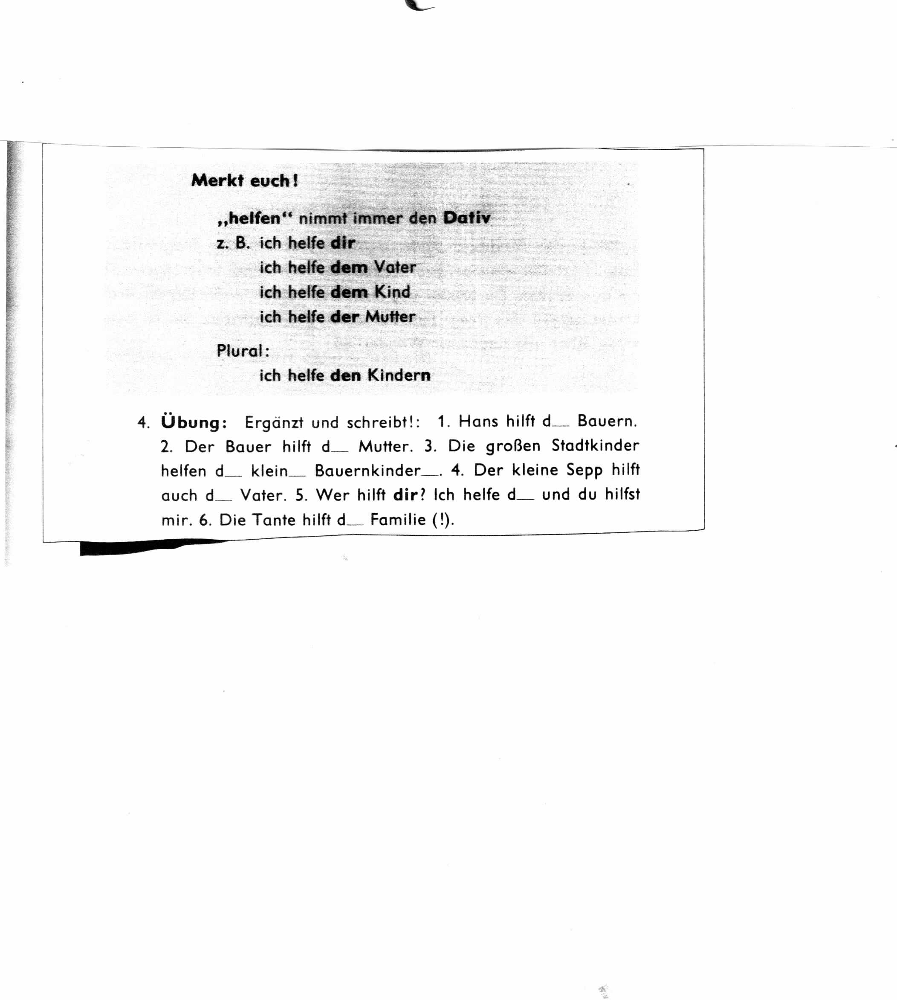 Merkt euch!
„helfen“ nimmt immer den Dativ
z. B. ich helfe dir
ich helfe dem Vater
ich helfe dem Kind
ich helfe der Mutter
Plural:
ich helfe den Kindern
4. Übung: Ergänzt und schreibt!: 1. Hans hilft d__ Bauern.
2. Der Bauer hilft d__ Mutter. 3. Die großen Stadtkinder
helfen d__ klein__ Bauernkinder__. 4. Der kleine Sepp hilft
auch d__ Vater. 5. Wer hilft dir? Ich helfe d__ und du hilfst
mir. 6. Die Tante hilft d__ Familie (!).